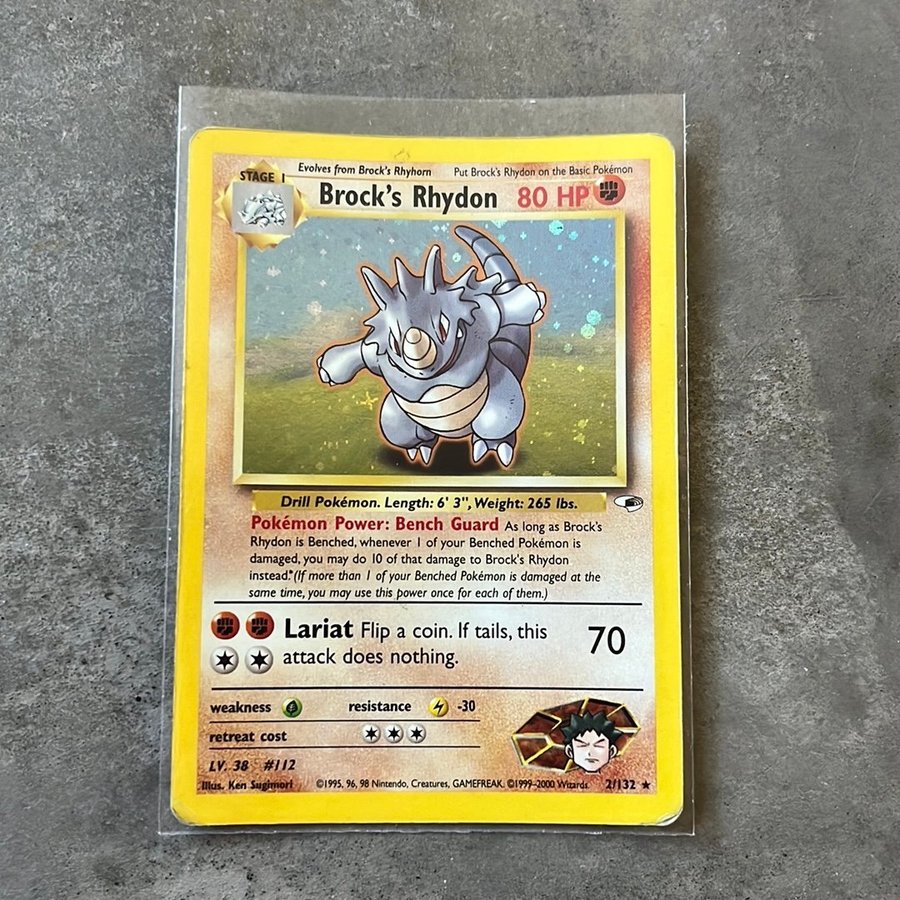 STAGE 1
Evolves from Brock's Rhyhorn
Put Brock's Rhydon on the Basic Pokémon
Brock's Rhydon 80 HP
Drill Pokémon. Length: 6' 3", Weight: 265 lbs.
Pokémon Power: Bench Guard As long as Brock's
Rhydon is Benched, whenever 1 of your Benched Pokémon is
damaged, you may do 10 of that damage to Brock's Rhydon
instead. (If more than 1 of your Benched Pokémon is damaged at the
same time, you may use this power once for each of them.)
Lariat Flip a coin. If tails, this
attack does nothing.
70
weakness
resistance -30
retreat cost
LV. 38 #112
Illus. Ken Sugimori
©1995, 96, 98 Nintendo, Creatures, GAMEFREAK. ©1999-2000 Wizards.
2/132 ★